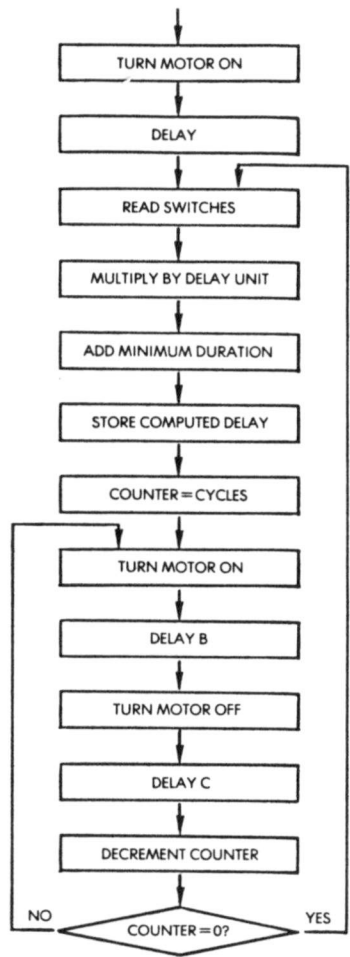 TURN MOTOR ON
DELAY
READ SWITCHES
MULTIPLY BY DELAY UNIT
ADD MINIMUM DURATION
STORE COMPUTED DELAY
COUNTER=CYCLES
TURN MOTOR ON
DELAY B
TURN MOTOR OFF
DELAY C
DECREMENT COUNTER
NO
COUNTER=0?
YES